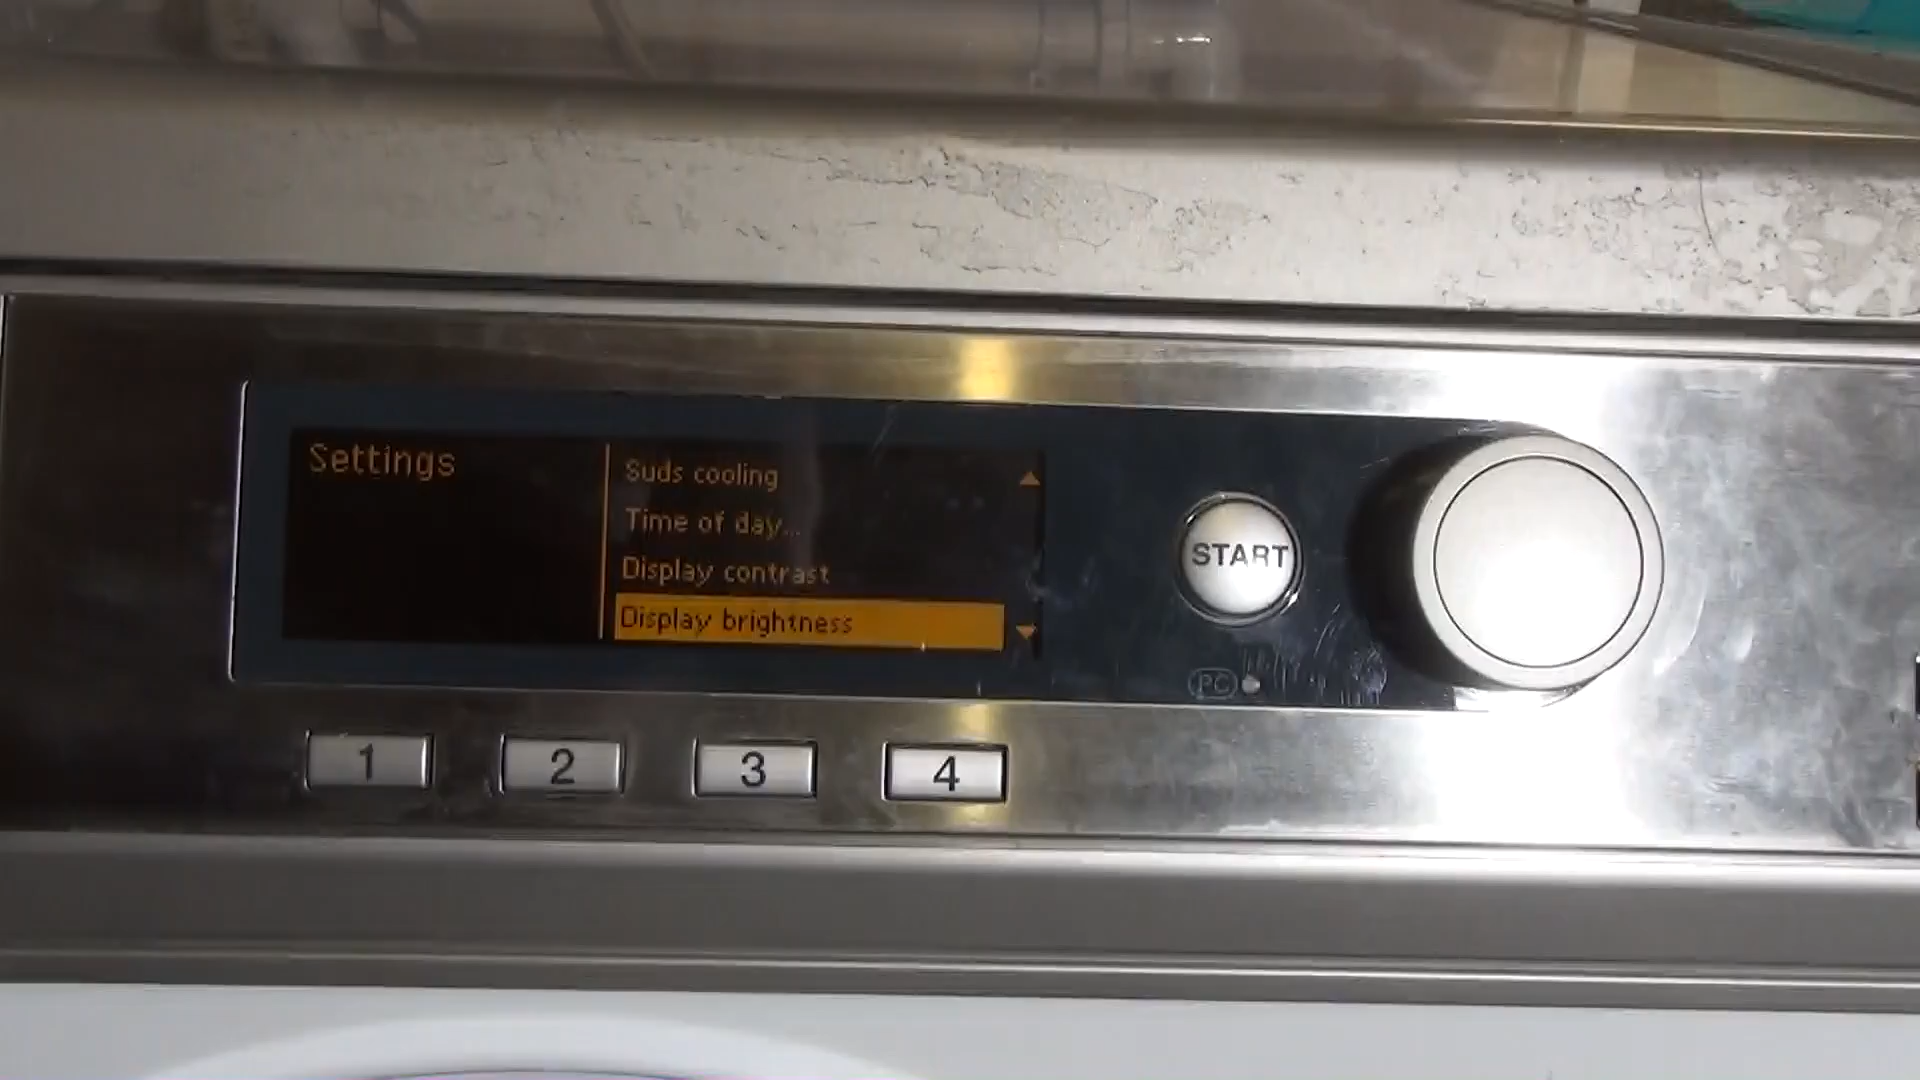 Settings
Suds cooling
Time of day...
Display contrast
Display brightness
START
PC
1
2
3
4